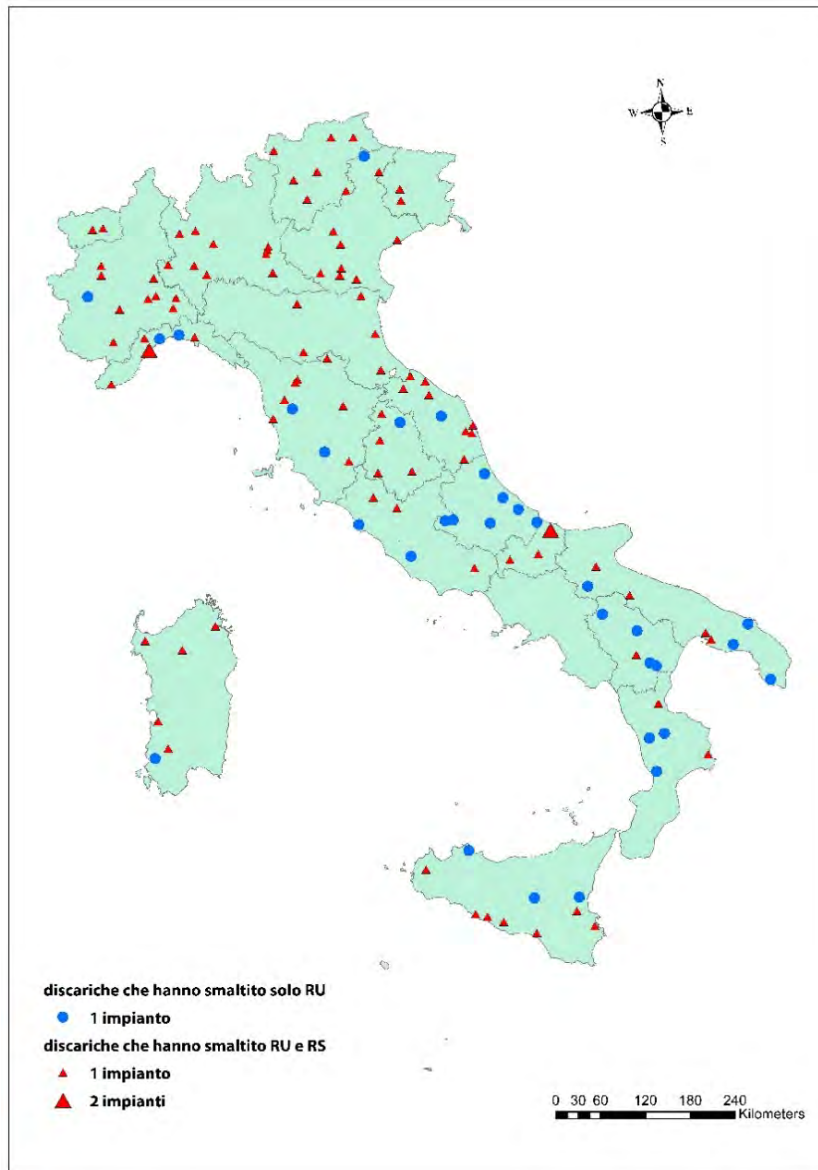 N
W E
S
discariche che hanno smaltito solo RU
1 impianto
discariche che hanno smaltito RU e RS
1 impianto
2 impianti
0 30 60 120 180 240
Kilometers